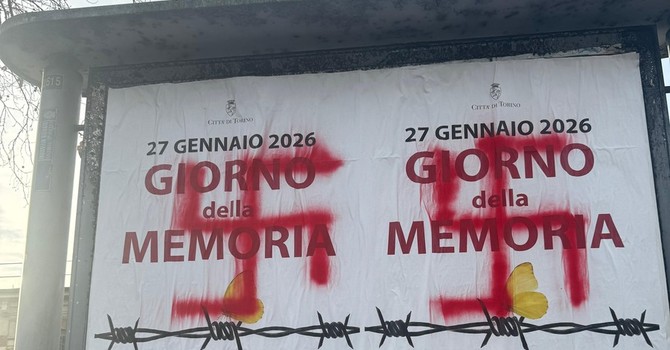 CITTÀ DI TORINO
27 GENNAIO 2026
GIORNO
della
MEMORIA
CITTÀ DI TORINO
27 GENNAIO 2026
GIORNO
della
MEMORIA